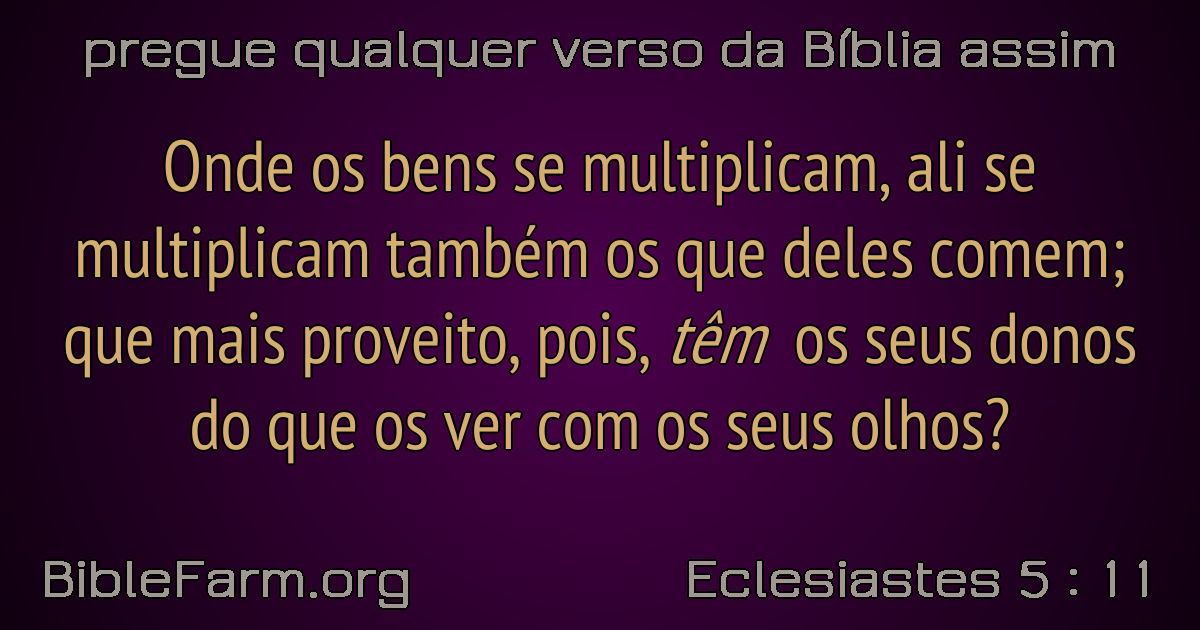 pregue qualquer verso da Bíblia assim
Onde os bens se multiplicam, ali se
multiplicam também os que deles comem;
que mais proveito, pois, têm os seus donos
do que os ver com os seus olhos?
BibleFarm.org
Eclesiastes 5 : 11